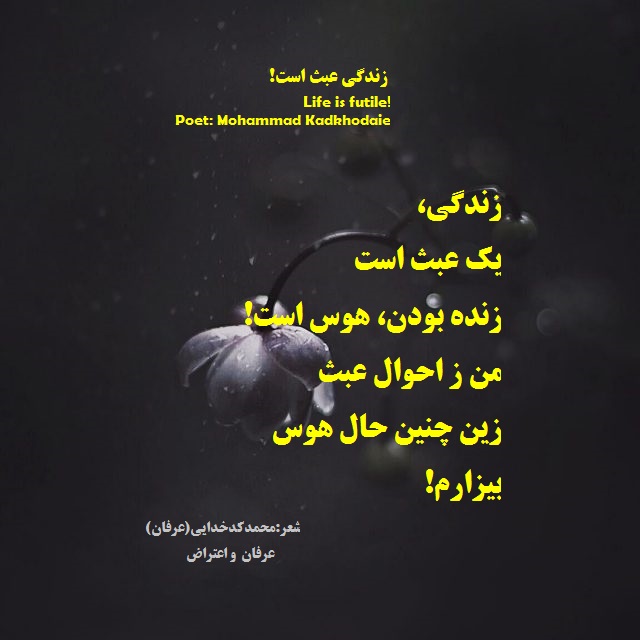 زندگی عبث است!
Life is futile!
Poet: Mohammad Kadkhodaie
زندگی،
یک عبث است
زنده بودن، هوس است!
من ز احوال عبث
زین چنین حال هوس
بیزارم!
شعر:محمدکدخدایی(عرفان)
عرفان و اعتراض